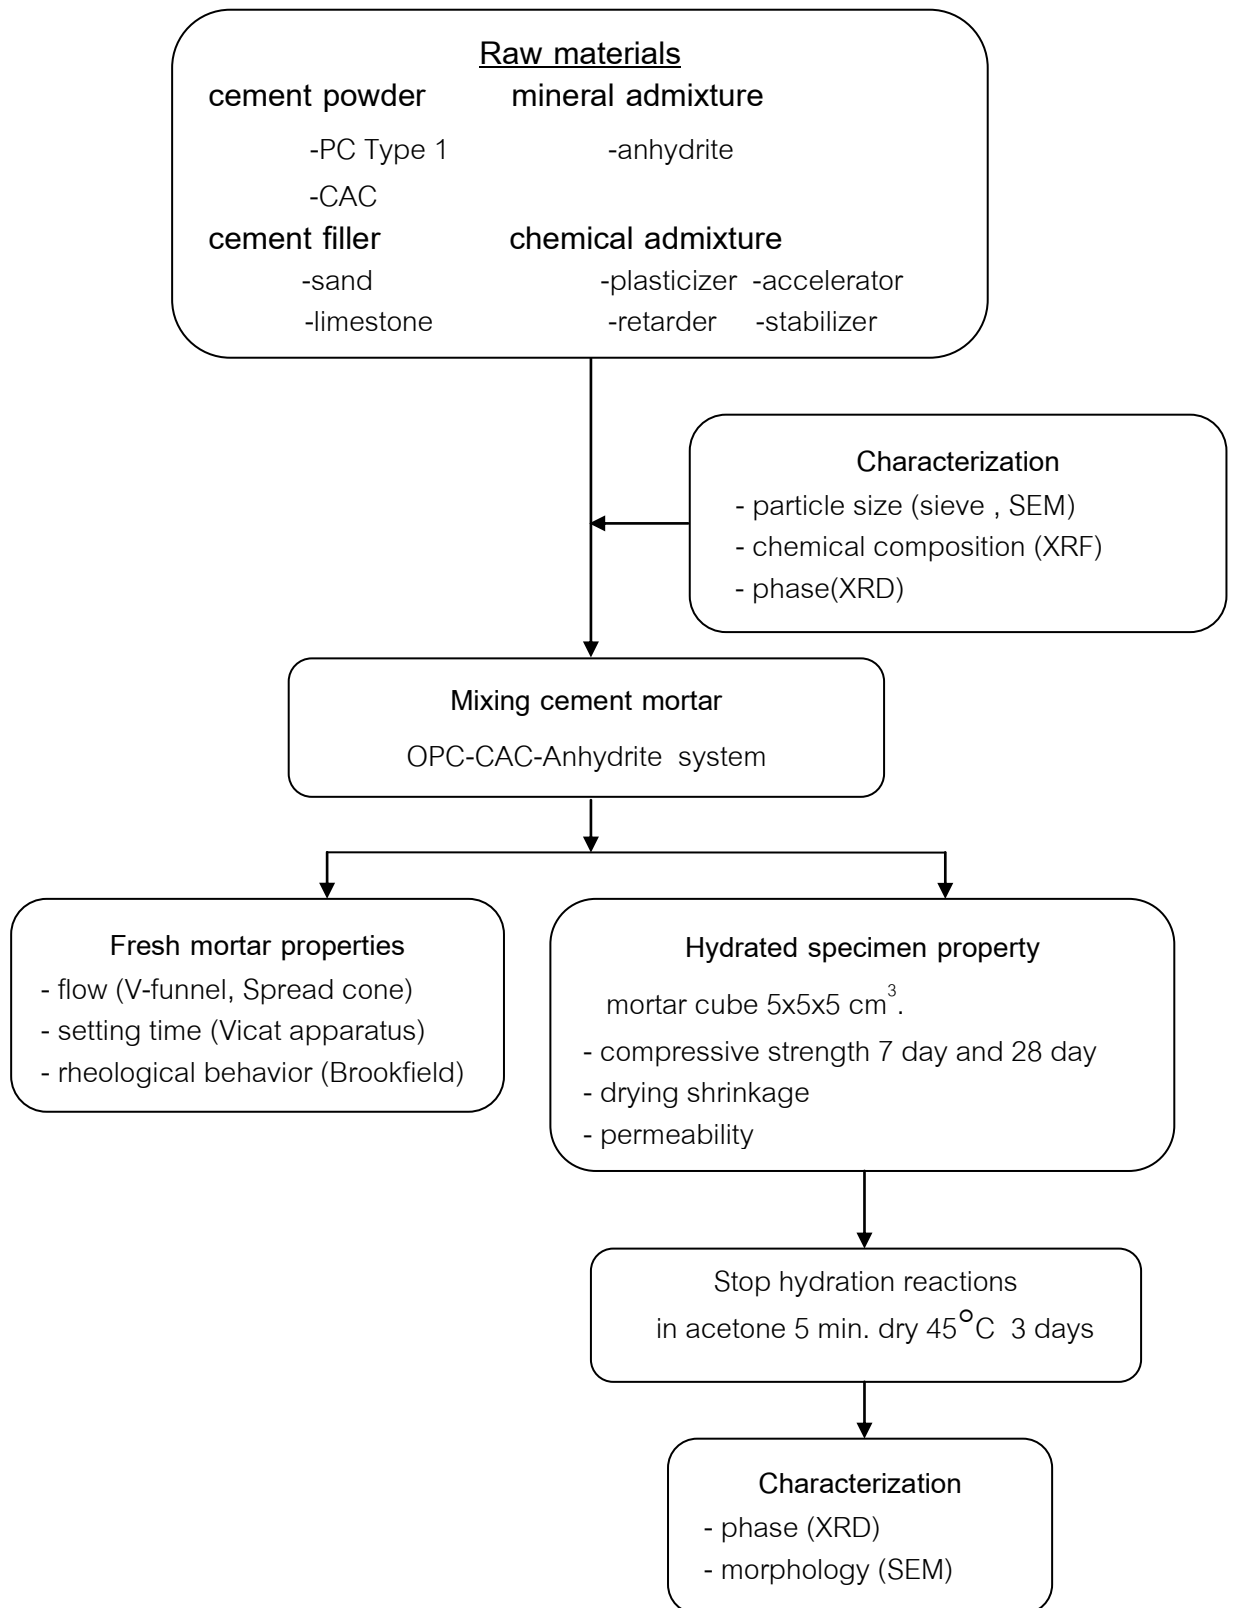 Raw materials
cement powder mineral admixture
-PC Type 1 -anhydrite
-CAC
cement filler chemical admixture
-sand -plasticizer -accelerator
-limestone -retarder -stabilizer
Characterization
- particle size (sieve , SEM)
- chemical composition (XRF)
- phase(XRD)
Mixing cement mortar
OPC-CAC-Anhydrite system
Fresh mortar properties
- flow (V-funnel, Spread cone)
- setting time (Vicat apparatus)
- rheological behavior (Brookfield)
Hydrated specimen property
mortar cube 5x5x5 cm³.
- compressive strength 7 day and 28 day
- drying shrinkage
- permeability
Stop hydration reactions
in acetone 5 min. dry 45°C 3 days
Characterization
- phase (XRD)
- morphology (SEM)